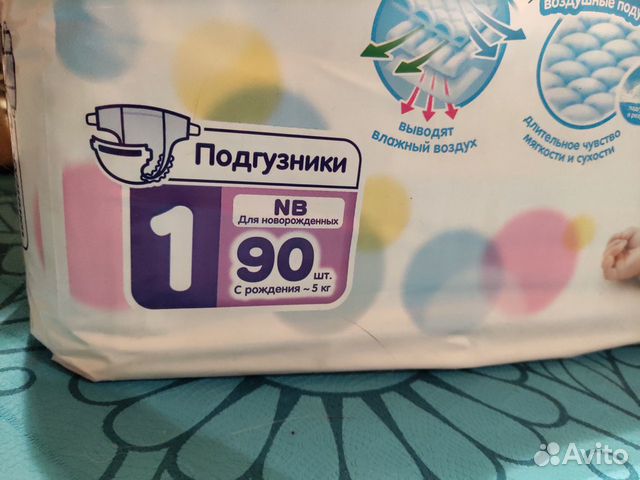 воздушные
выводят
влажный воздух
длительное чувство
мягкости и сухости
Подгузники
1
NB
Для новорожденных
90 шт.
С рождения ~ 5 кг
Avito